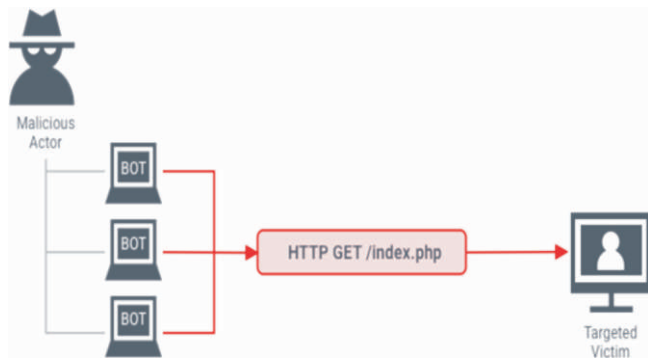 Malicious
Actor
BOT
BOT
HTTP GET /index.php
BOT
Targeted
Victim